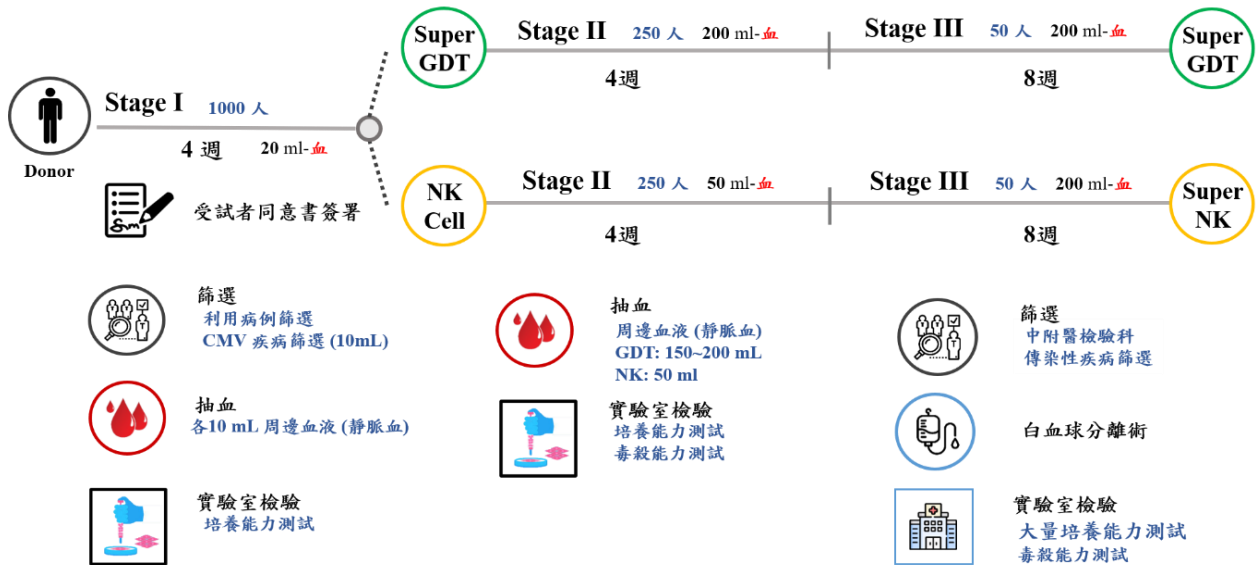 Super
GDT
Stage II 250 人 200 ml-血
4週
Stage III 50 人 200 ml-血
8週
Super
GDT
Donor
Stage I 1000 人
4 週 20 ml-血
NK
Cell
Stage II 250 人 50 ml-血
4週
Stage III 50 人 200 ml-血
8週
Super
NK
受試者同意書簽署
篩選
利用病例篩選
CMV 疾病篩選 (10mL)
抽血
各10 mL 周邊血液 (靜脈血)
實驗室檢驗
培養能力測試
抽血
周邊血液 (靜脈血)
GDT: 150~200 mL
NK: 50 ml
實驗室檢驗
培養能力測試
毒殺能力測試
篩選
中附醫檢驗科
傳染性疾病篩選
白血球分離術
實驗室檢驗
大量培養能力測試
毒殺能力測試